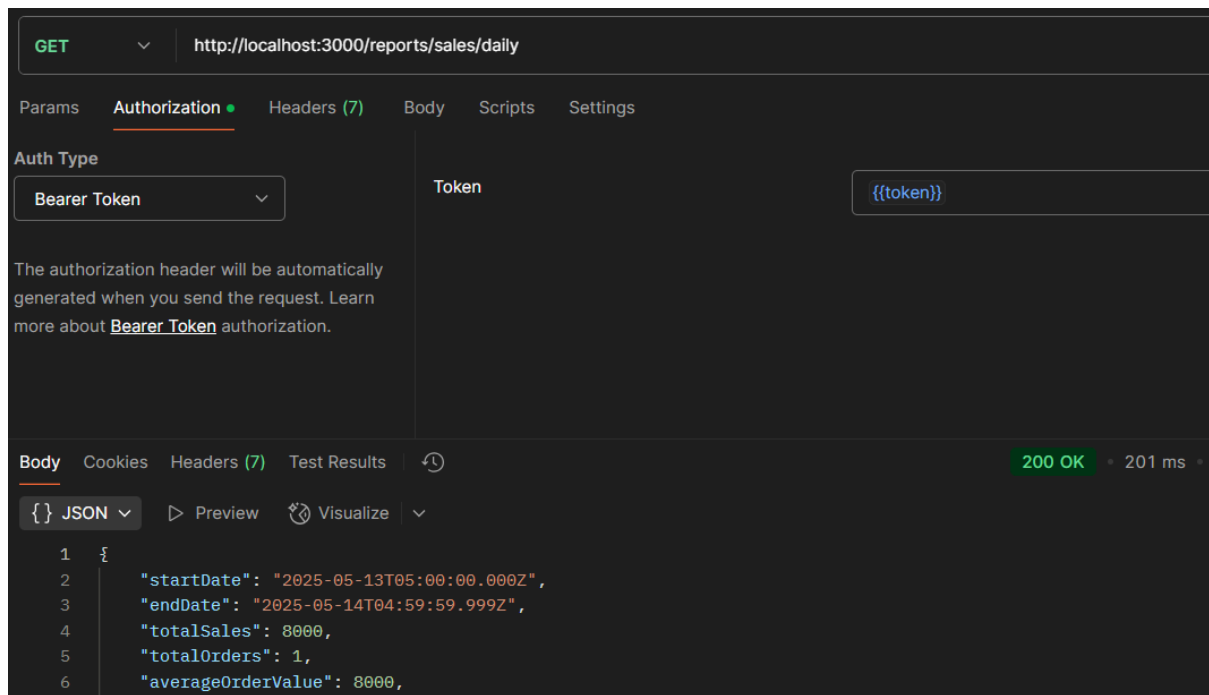 GET http://localhost:3000/reports/sales/daily
Params Authorization Headers (7) Body Scripts Settings
Auth Type
Bearer Token
Token {{token}}
The authorization header will be automatically
generated when you send the request. Learn
more about Bearer Token authorization.
Body Cookies Headers (7) Test Results 200 OK • 201 ms •
{} JSON Preview Visualize
1 {
2 "startDate": "2025-05-13T05:00:00.000Z",
3 "endDate": "2025-05-14T04:59:59.999Z",
4 "totalSales": 8000,
5 "totalOrders": 1,
6 "averageOrderValue": 8000,